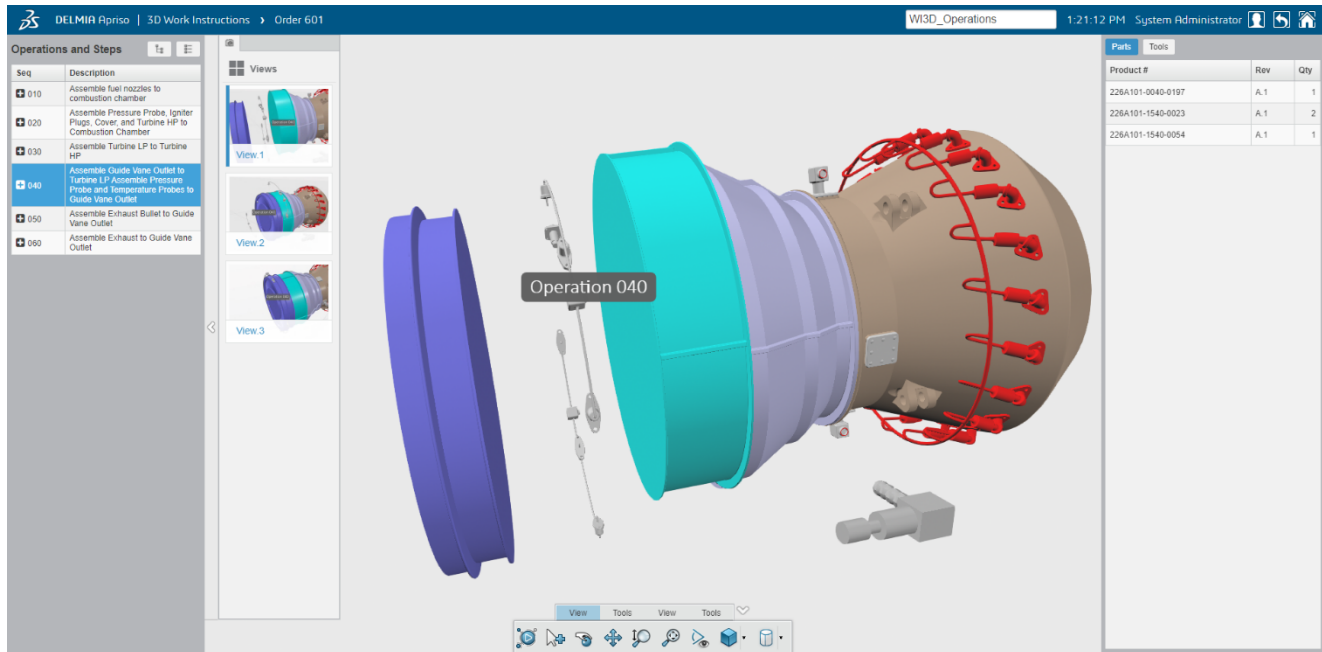 DELMIA Apriso | 3D Work Instructions > Order 601
WI3D_Operations
1:21:12 PM System Administrator
Operations and Steps
Seq Description
010 Assemble fuel nozzles to
combustion chamber
020 Assemble Pressure Probe, Igniter
Plugs, Cover, and Turbine HP to
Combustion Chamber
030 Assemble Turbine LP to Turbine
HP
040 Assemble Guide Vane Outlet to
Turbine LP Assemble Pressure
Probe and Temperature Probes to
Guide Vane Outlet
050 Assemble Exhaust Bullet to Guide
Vane Outlet
060 Assemble Exhaust to Guide Vane
Outlet
Views
View.1
View.2
View.3
Operation 040
View Tools View Tools
Parts Tools
Product # Rev Qty
226A101-0040-0197 A.1 1
226A101-1540-0023 A.1 2
226A101-1540-0054 A.1 1